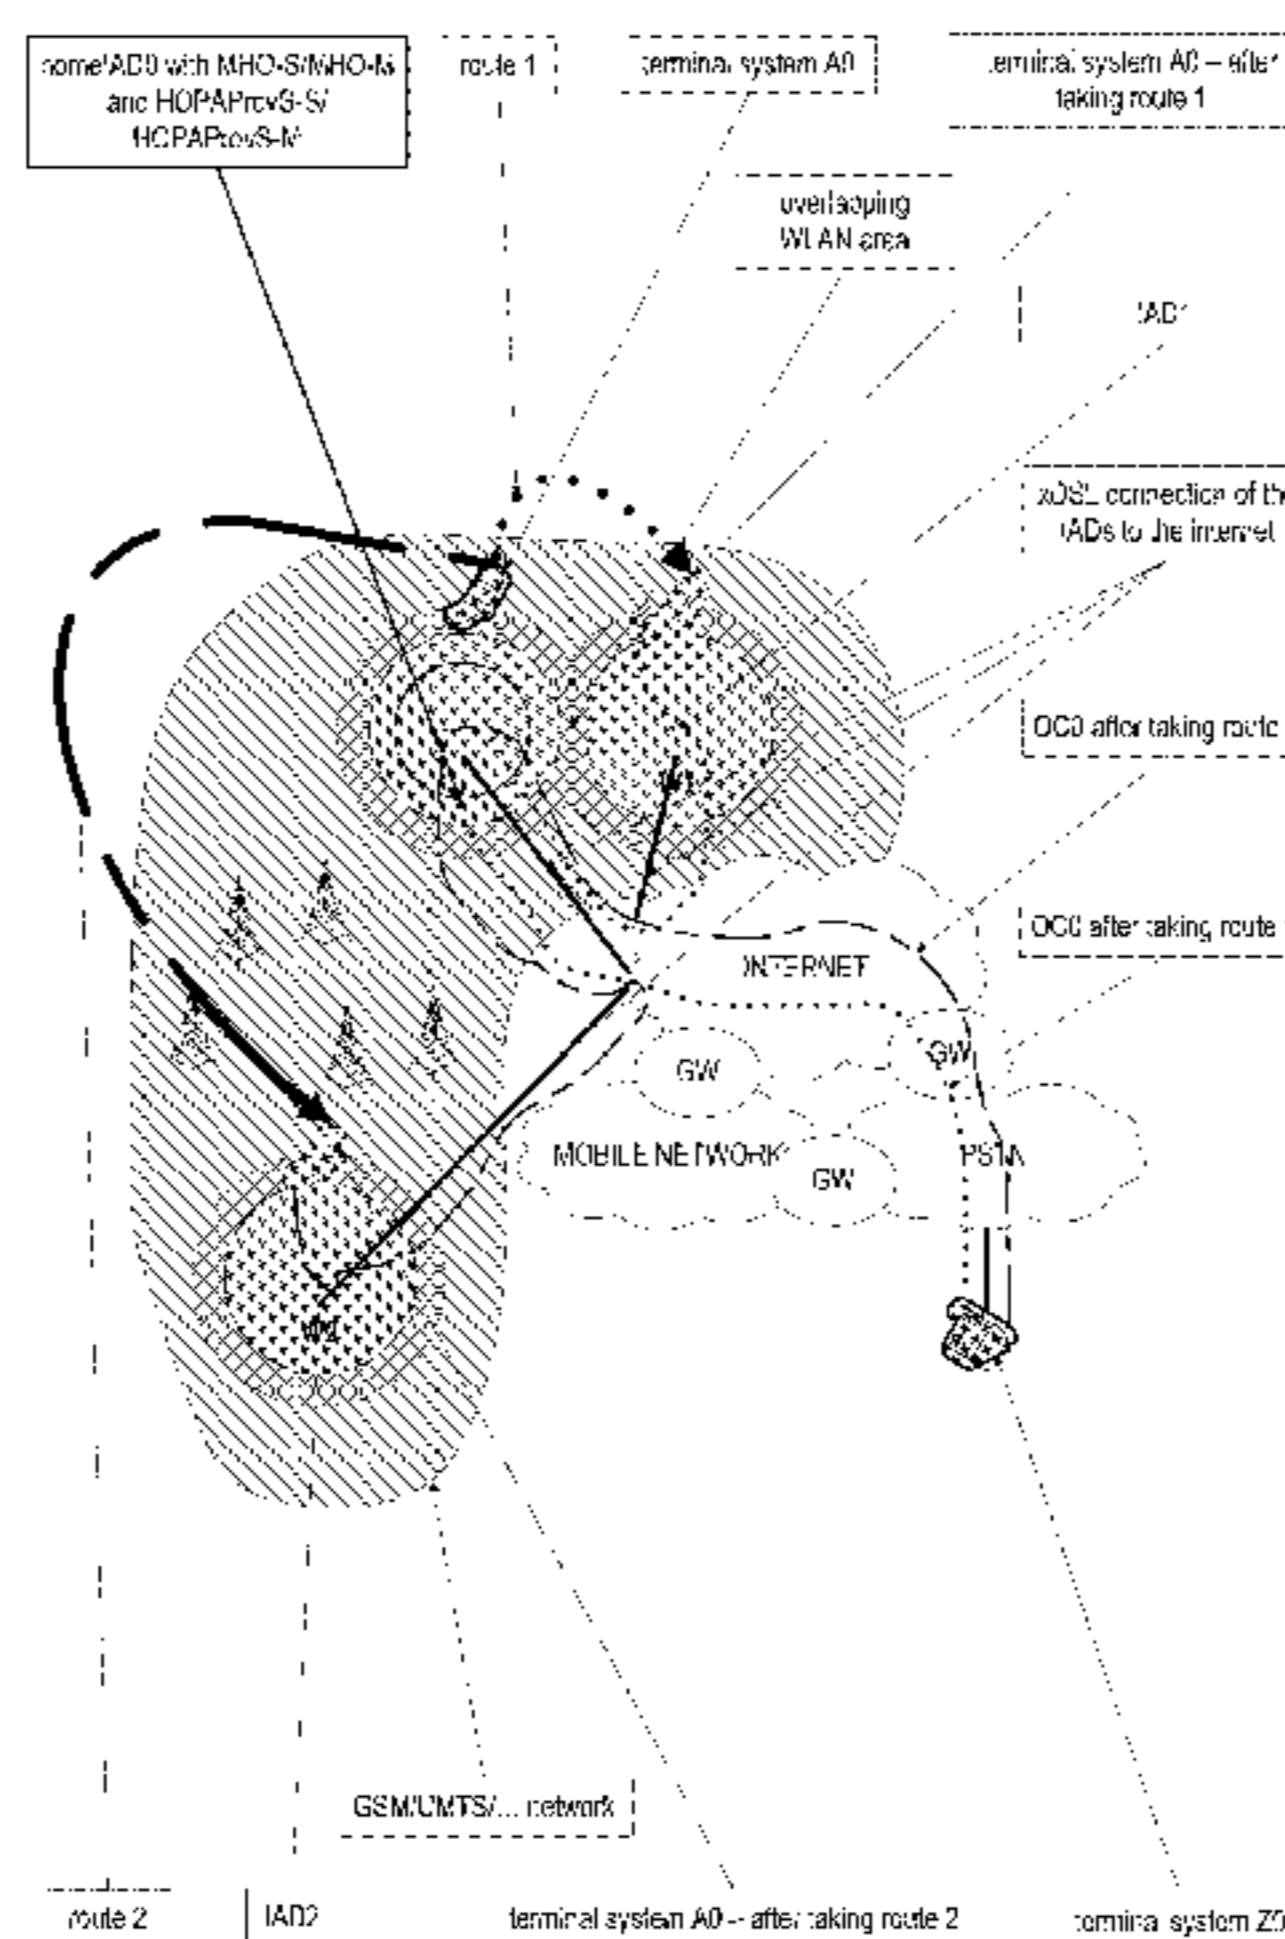 homeIAD0 with MHO-S/MHO-M
and HOPAProvS-S/
HOPAProvS-M
route 1
terminal system A0
terminal system A0 – after
taking route 1
overlapping
WLAN area
IAD1
xDSL connection of the
IADs to the internet
OC0 after taking route
OC0 after taking route
INTERNET
GW
GW
MOBILE NETWORK
GW
PSTN
GSM/UMTS/... network
route 2
IAD2
terminal system A0 – after taking route 2
terminal system Z0